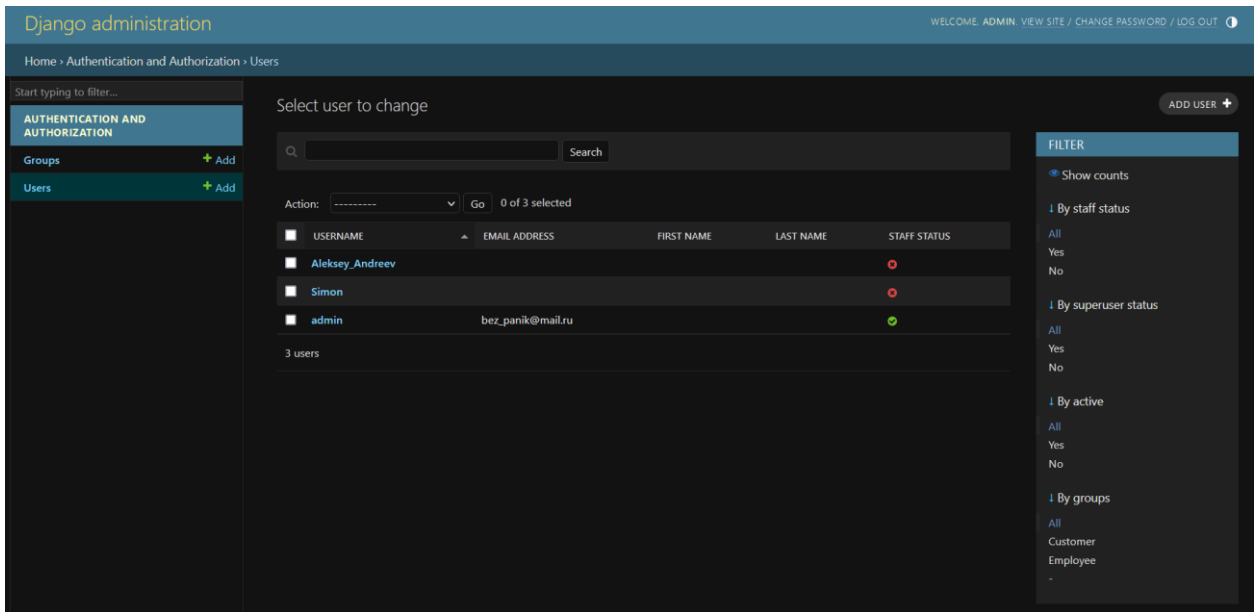 Django administration
WELCOME, ADMIN. VIEW SITE / CHANGE PASSWORD / LOG OUT
Home › Authentication and Authorization › Users
Start typing to filter...
AUTHENTICATION AND
AUTHORIZATION
Groups + Add
Users + Add
Select user to change
ADD USER +
Search
Action: --------- Go 0 of 3 selected
USERNAME EMAIL ADDRESS FIRST NAME LAST NAME STAFF STATUS
Aleksey_Andreev
Simon
admin bez_panik@mail.ru
3 users
FILTER
Show counts
↓ By staff status
All
Yes
No
↓ By superuser status
All
Yes
No
↓ By active
All
Yes
No
↓ By groups
All
Customer
Employee
-